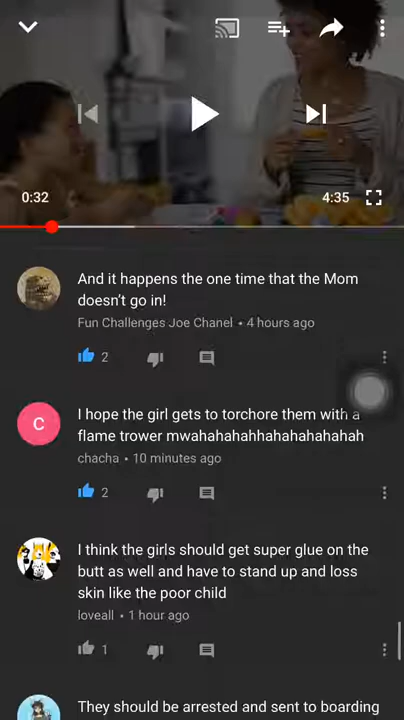 0:32
4:35
And it happens the one time that the Mom
doesn't go in!
Fun Challenges Joe Chanel • 4 hours ago
2
I hope the girl gets to torchore them with a
flame trower mwahahahahhahahahahahah
C
chacha • 10 minutes ago
2
I think the girls should get super glue on the
butt as well and have to stand up and loss
skin like the poor child
loveall • 1 hour ago
1
They should be arrested and sent to boarding